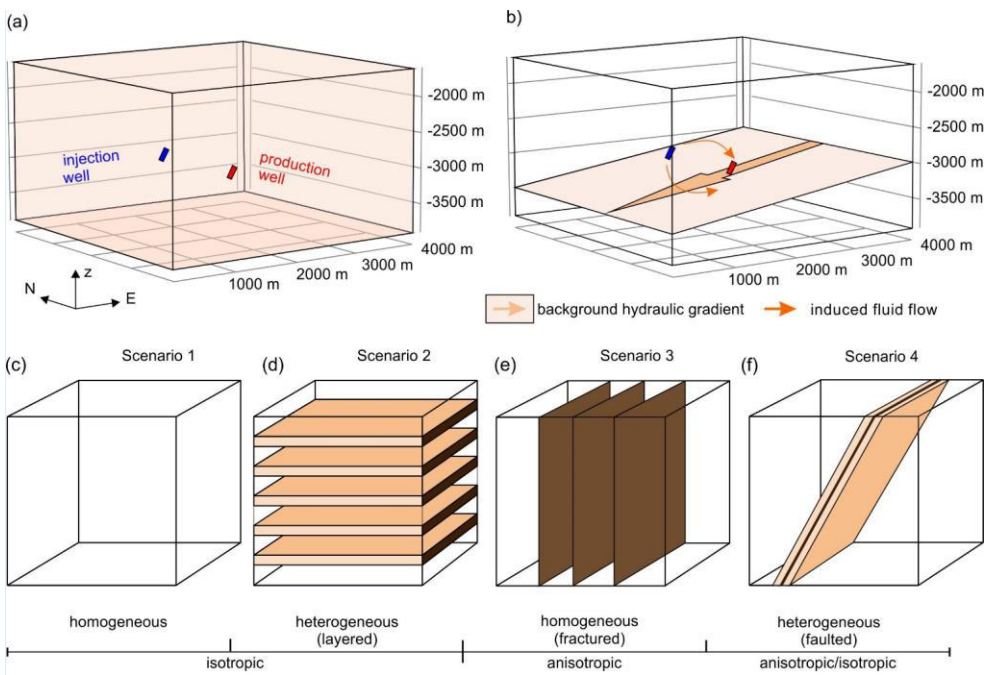 (a)
-2000 m
-2500 m
-3000 m
-3500 m
injection
well
production
well
4000 m
3000 m
2000 m
1000 m
z
N
E
b)
-2000 m
-2500 m
-3000 m
-3500 m
4000 m
3000 m
2000 m
1000 m
background hydraulic gradient
induced fluid flow
(c)
Scenario 1
(d)
Scenario 2
(e)
Scenario 3
(f)
Scenario 4
homogeneous
heterogeneous
(layered)
homogeneous
(fractured)
heterogeneous
(faulted)
isotropic
anisotropic
anisotropic/isotropic